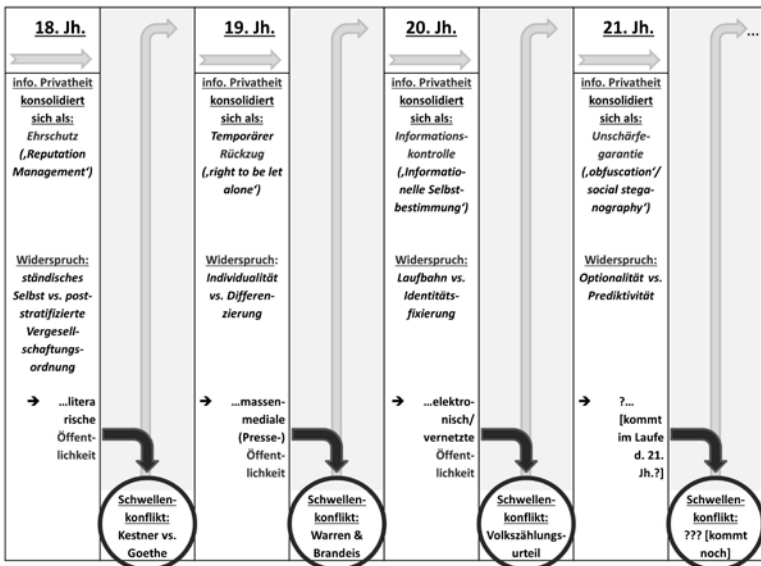 18. Jh.
info. Privatheit
konsolidiert
sich als:
Ehrschutz
(‚Reputation
Management‘)
Widerspruch:
ständisches
Selbst vs. post-
stratifizierte
Vergesell-
schaftungs-
ordnung
➔ …litera
rische
Öffent-
lichkeit
Schwellen-
konflikt:
Kestner vs.
Goethe
19. Jh.
info. Privatheit
konsolidiert
sich als:
Temporärer
Rückzug
(‚right to be let
alone‘)
Widerspruch:
Individualität
vs. Differen-
zierung
➔ …massen-
mediale
(Presse-)
Öffent-
lichkeit
Schwellen-
konflikt:
Warren &
Brandeis
20. Jh.
info. Privatheit
konsolidiert
sich als:
Informations-
kontrolle
(‚Informatio-
nelle Selbst-
bestimmung‘)
Widerspruch:
Laufbahn vs.
Identitäts-
fixierung
➔ …elektro-
nisch/
vernetzte
Öffent-
lichkeit
Schwellen-
konflikt:
Volkszählungs-
urteil
21. Jh.
info. Privatheit
konsolidiert
sich als:
Unschärfe-
garantie
(‚obfuscation‘/
social stega-
nography‘)
Widerspruch:
Optionalität vs.
Prediktivität
➔ ?…
[kommt
im Laufe
d. 21.
Jh.?]
Schwellen-
konflikt:
??? [kommt
noch]
…